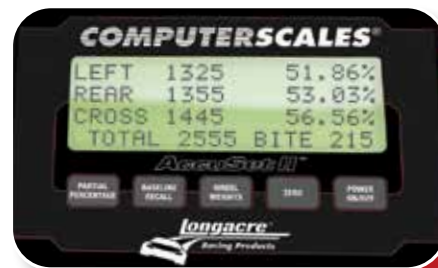 COMPUTERSCALES®
LEFT 1325 51.86%
REAR 1355 53.03%
CROSS 1445 56.56%
TOTAL 2555 BITE 215
AccuSet II™
PARTIAL PERCENTAGE
BASELINE RECALL
WHEEL WEIGHTS
ZERO
POWER ON/OFF
Longacre®
Racing Products